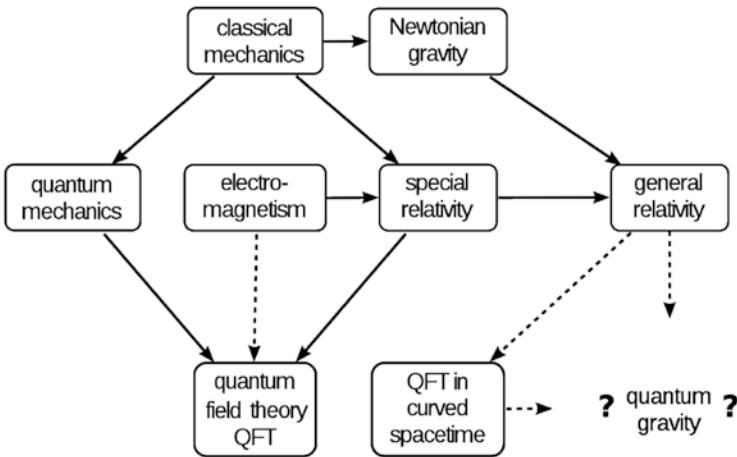 classical
mechanics
Newtonian
gravity
quantum
mechanics
electro-
magnetism
special
relativity
general
relativity
quantum
field theory
QFT
QFT in
curved
spacetime
? quantum ?
gravity